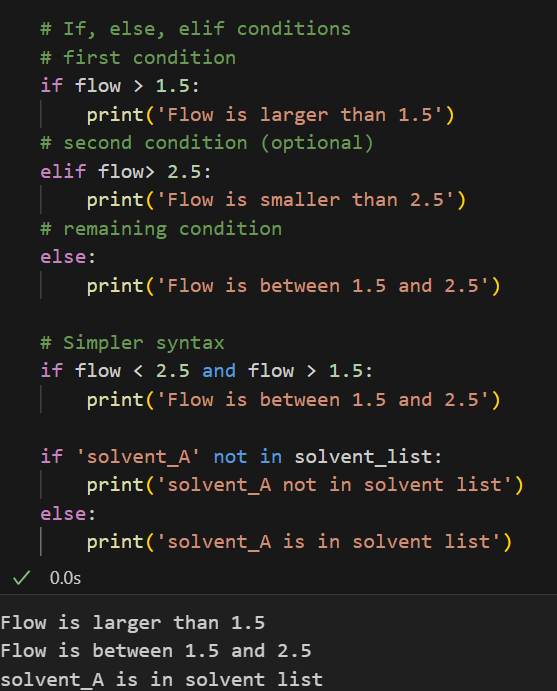 # If, else, elif conditions
# first condition
if flow > 1.5:
    print('Flow is larger than 1.5')
# second condition (optional)
elif flow> 2.5:
    print('Flow is smaller than 2.5')
# remaining condition
else:
    print('Flow is between 1.5 and 2.5')

# Simpler syntax
if flow < 2.5 and flow > 1.5:
    print('Flow is between 1.5 and 2.5')

if 'solvent_A' not in solvent_list:
    print('solvent_A not in solvent list')
else:
    print('solvent_A is in solvent list')
✓ 0.0s
Flow is larger than 1.5
Flow is between 1.5 and 2.5
solvent_A is in solvent list